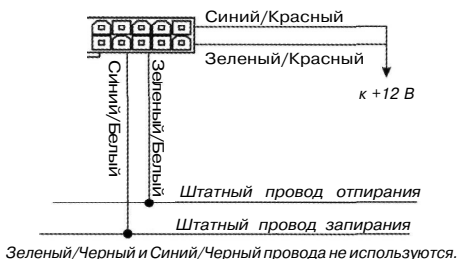 Синий/Красный
Зеленый/Красный
к +12 В
Синий/Белый
Зеленый/Белый
Штатный провод отпирания
Штатный провод запирания
Зеленый/Черный и Синий/Черный провода не используются.